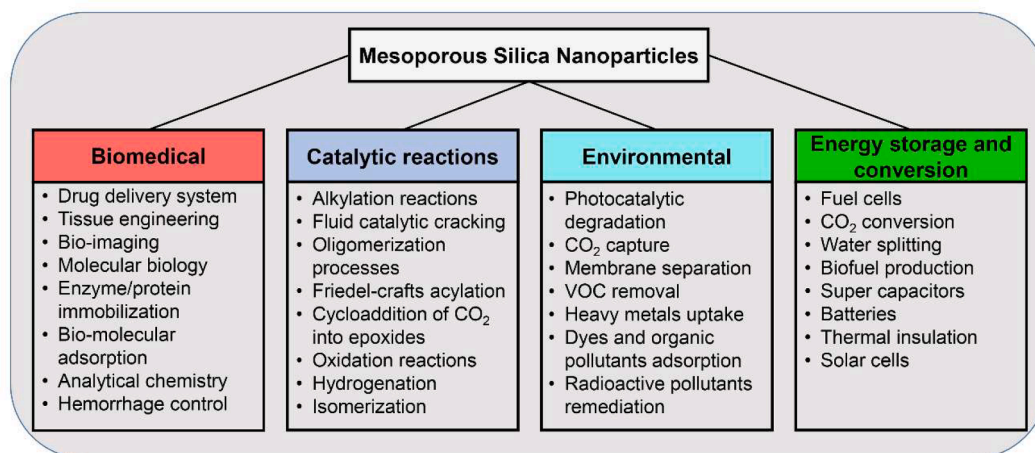 Mesoporous Silica Nanoparticles
Biomedical
• Drug delivery system
• Tissue engineering
• Bio-imaging
• Molecular biology
• Enzyme/protein
immobilization
• Bio-molecular
adsorption
• Analytical chemistry
• Hemorrhage control
Catalytic reactions
• Alkylation reactions
• Fluid catalytic cracking
• Oligomerization
processes
• Friedel-crafts acylation
• Cycloaddition of CO₂
into epoxides
• Oxidation reactions
• Hydrogenation
• Isomerization
Environmental
• Photocatalytic
degradation
• CO₂ capture
• Membrane separation
• VOC removal
• Heavy metals uptake
• Dyes and organic
pollutants adsorption
• Radioactive pollutants
remediation
Energy storage and
conversion
• Fuel cells
• CO₂ conversion
• Water splitting
• Biofuel production
• Super capacitors
• Batteries
• Thermal insulation
• Solar cells